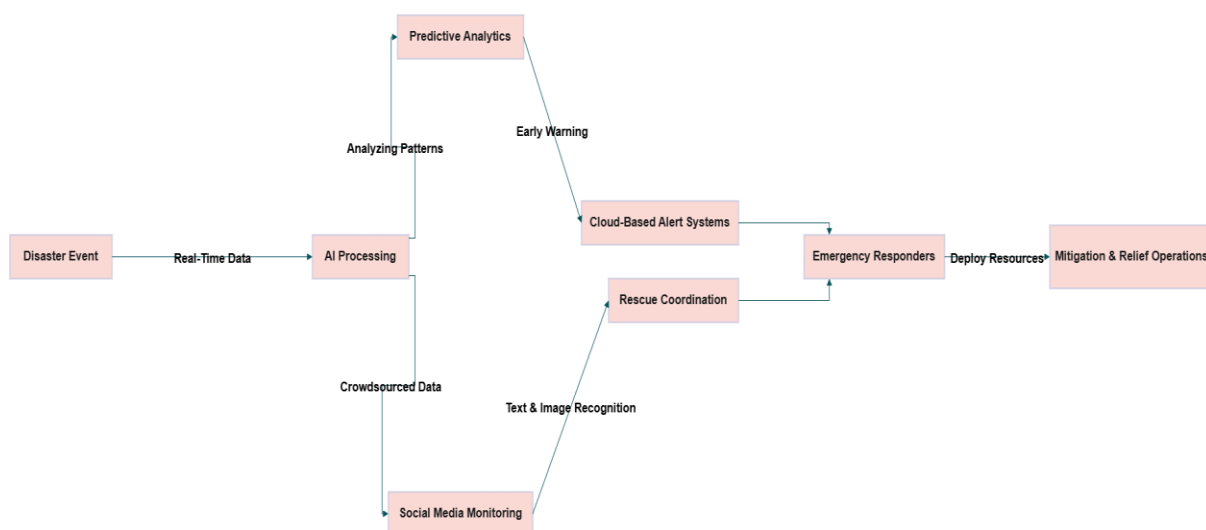 Predictive Analytics
Early Warning
Analyzing Patterns
Cloud-Based Alert Systems
Disaster Event
Real-Time Data
AI Processing
Emergency Responders
Deploy Resources
Mitigation & Relief Operations
Rescue Coordination
Crowdsourced Data
Text & Image Recognition
Social Media Monitoring